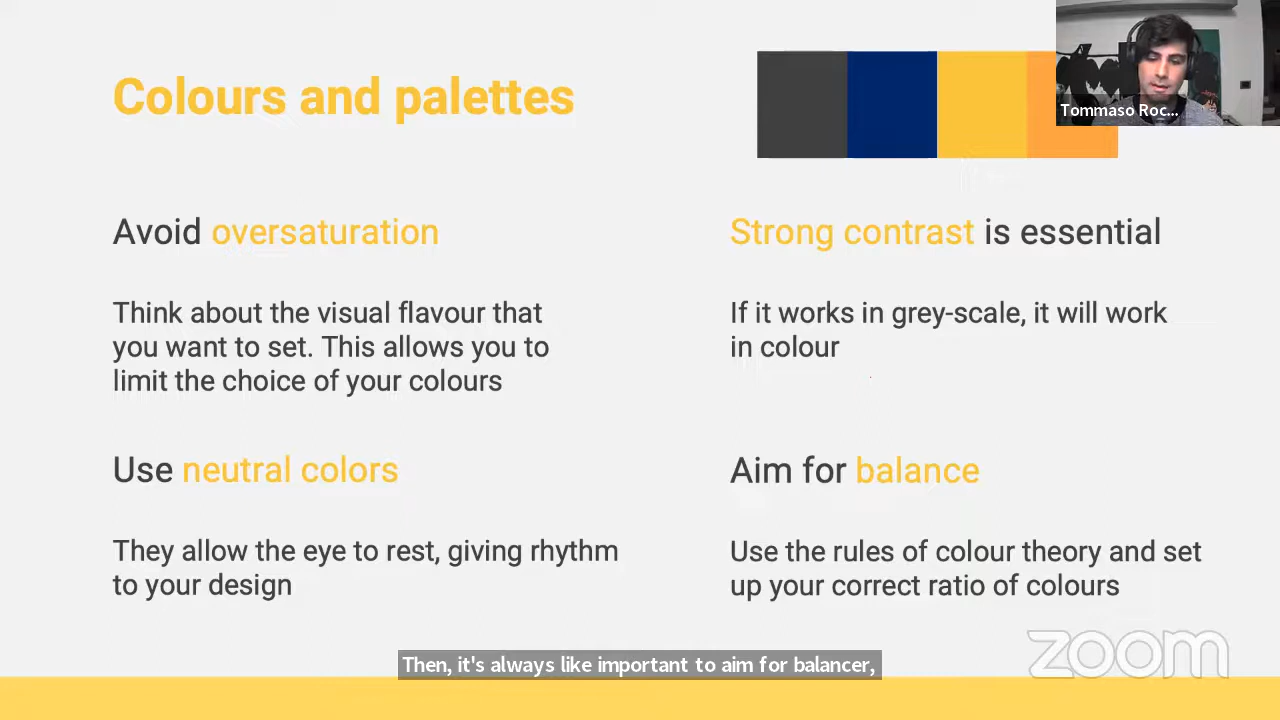 Colours and palettes
Tommaso Roc...
Avoid oversaturation
Think about the visual flavour that
you want to set. This allows you to
limit the choice of your colours
Strong contrast is essential
If it works in grey-scale, it will work
in colour
Use neutral colors
They allow the eye to rest, giving rhythm
to your design
Aim for balance
Use the rules of colour theory and set
up your correct ratio of colours
zoom
Then, it's always like important to aim for balancer,